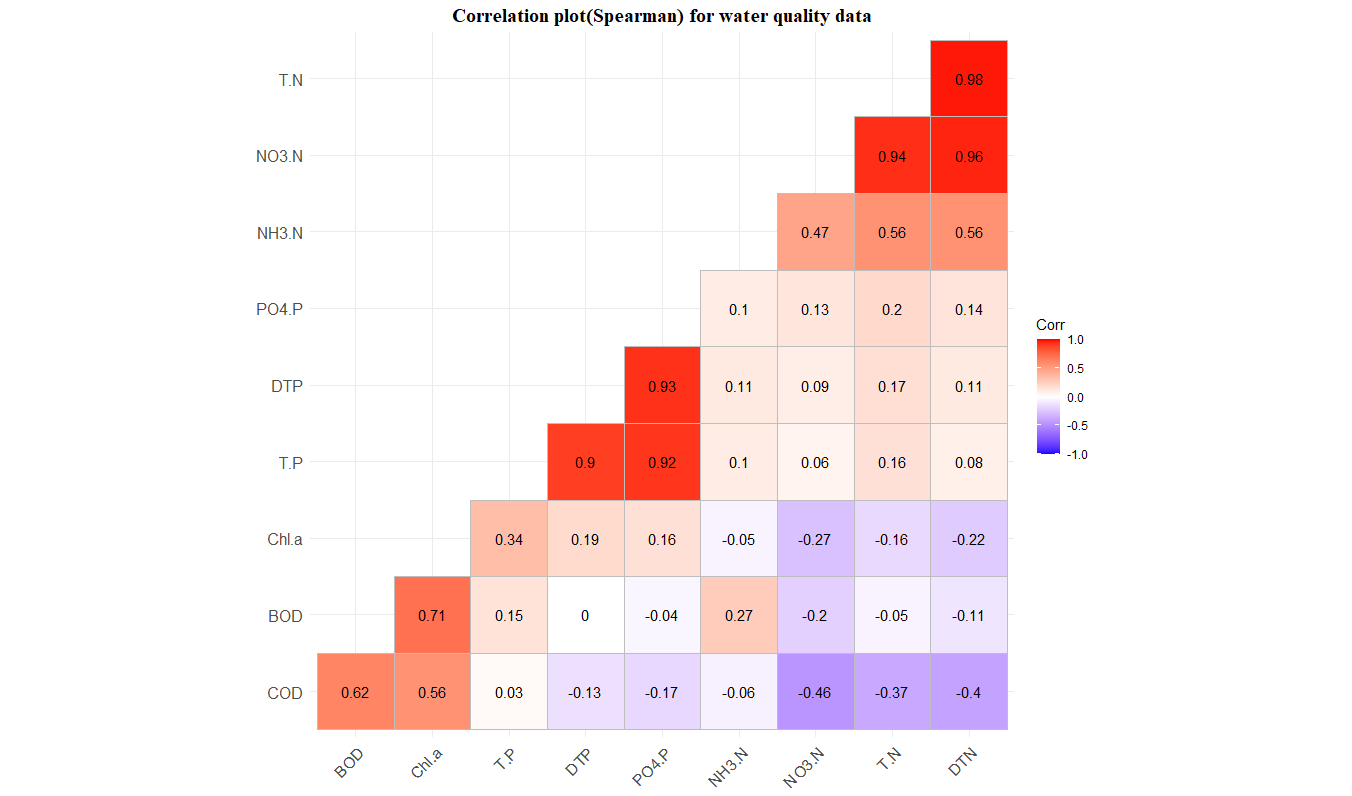 Correlation plot(Spearman) for water quality data
T.N 0.98
NO3.N 0.94 0.96
NH3.N 0.47 0.56 0.56
PO4.P 0.1 0.13 0.2 0.14
DTP 0.93 0.11 0.09 0.17 0.11
T.P 0.9 0.92 0.1 0.06 0.16 0.08
Chl.a 0.34 0.19 0.16 -0.05 -0.27 -0.16 -0.22
BOD 0.71 0.15 0 -0.04 0.27 -0.2 -0.05 -0.11
COD 0.62 0.56 0.03 -0.13 -0.17 -0.06 -0.46 -0.37 -0.4
BOD Chl.a T.P DTP PO4.P NH3.N NO3.N T.N DTN
Corr
1.0
0.5
0.0
-0.5
-1.0